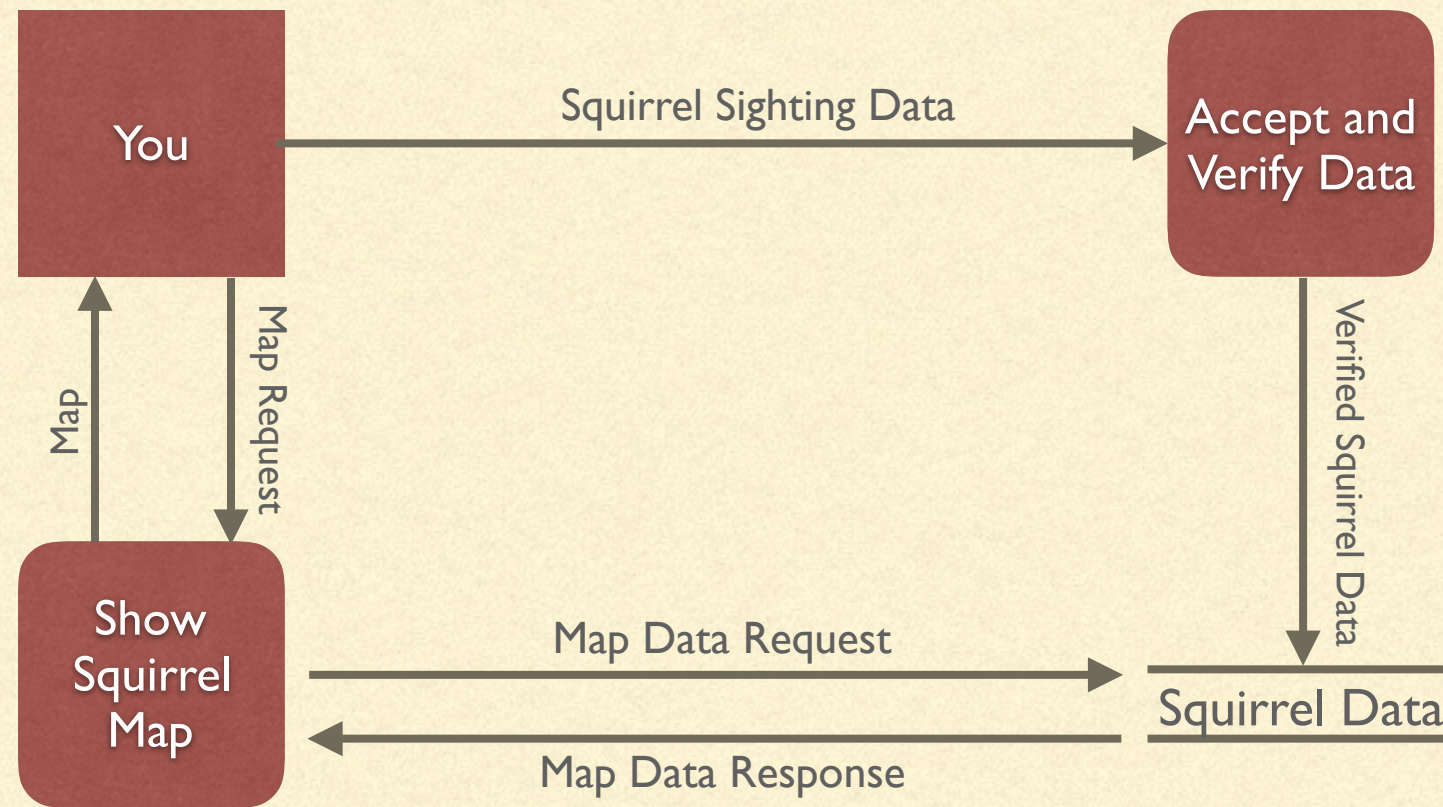 You
Squirrel Sighting Data
Accept and
Verify Data
Map
Map Request
Verified Squirrel Data
Show
Squirrel
Map
Map Data Request
Squirrel Data
Map Data Response